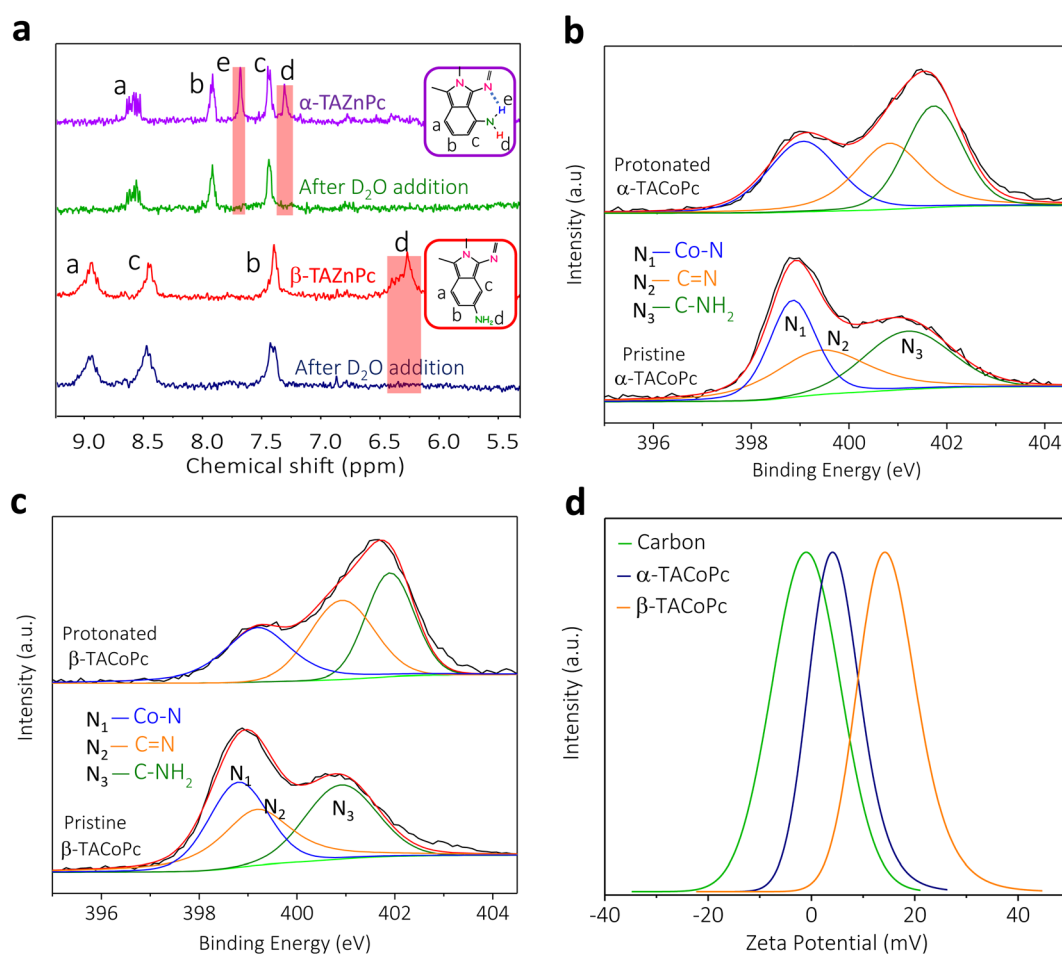 a
a
b
e
c
d
α-TAZnPc
N
e
H
N
H
a
b
c
d
After D₂O addition
a
c
b
β-TAZnPc
d
N
a
c
b
NH₂
d
After D₂O addition
9.0 8.5 8.0 7.5 7.0 6.5 6.0 5.5
Chemical shift (ppm)
b
Intensity (a.u)
Protonated
α-TACoPc
N₁ — Co-N
N₂ — C=N
N₃ — C-NH₂
N₁
N₂
N₃
Pristine
α-TACoPc
396 398 400 402 404
Binding Energy (eV)
c
Intensity (a.u.)
Protonated
β-TACoPc
N₁ — Co-N
N₂ — C=N
N₃ — C-NH₂
N₁
N₂
N₃
Pristine
β-TACoPc
396 398 400 402 404
Binding Energy (eV)
d
Intensity (a.u.)
Carbon
α-TACoPc
β-TACoPc
-40 -20 0 20 40
Zeta Potential (mV)